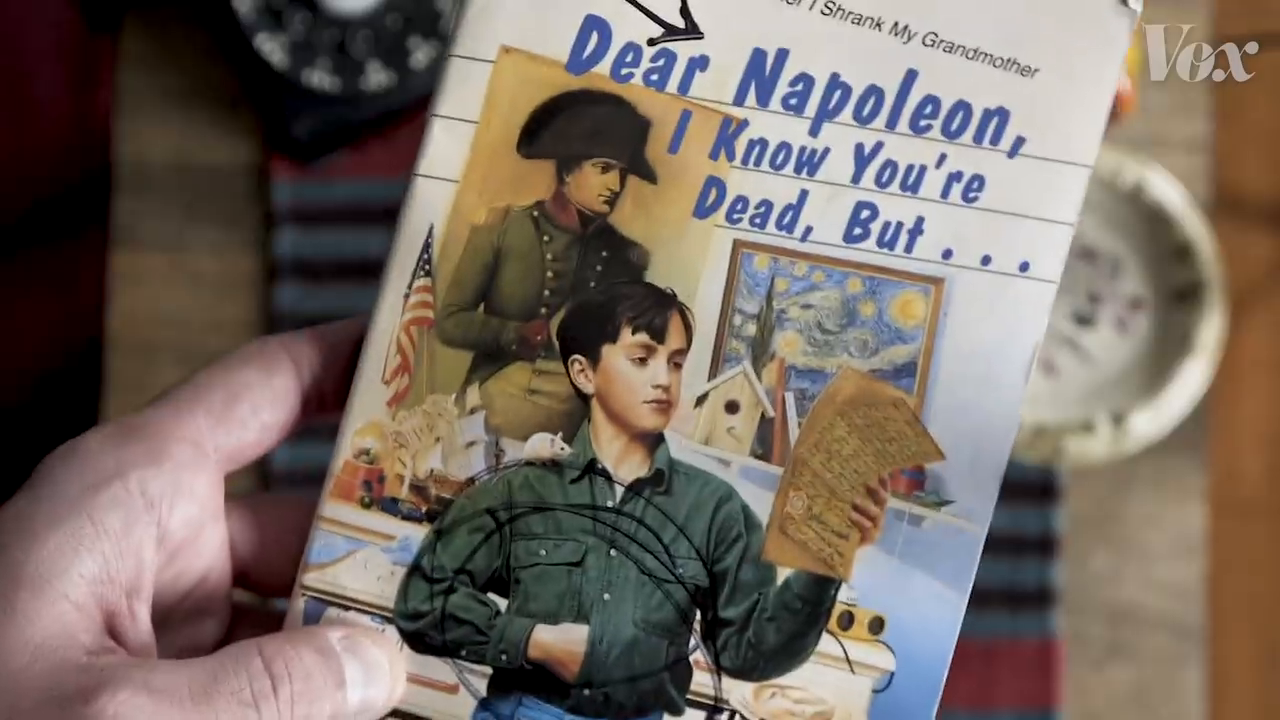 I Shrank My Grandmother
Dear Napoleon,
I Know You're
Dead, But . . .
Vox